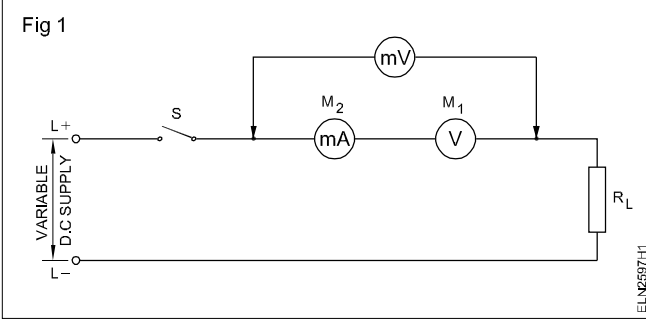 Fig 1
mV
S
M2
M1
L+
mA
V
VARIABLE
D.C SUPPLY
RL
L−
ELN2597H1